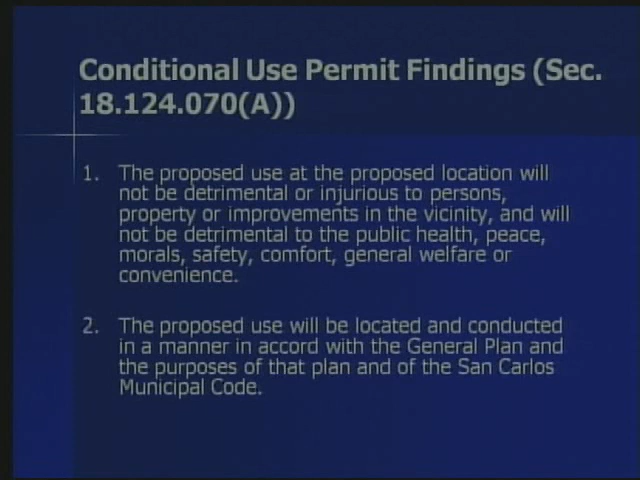 Conditional Use Permit Findings (Sec.
18.124.070(A))
1. The proposed use at the proposed location will
not be detrimental or injurious to persons,
property or improvements in the vicinity, and will
not be detrimental to the public health, peace,
morals, safety, comfort, general welfare or
convenience.
2. The proposed use will be located and conducted
in a manner in accord with the General Plan and
the purposes of that plan and of the San Carlos
Municipal Code.